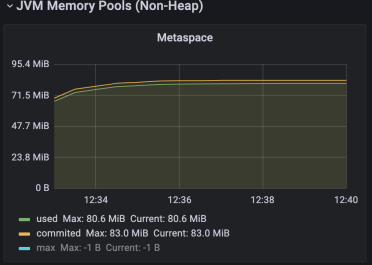 JVM Memory Pools (Non-Heap)
Metaspace
95.4 MiB
71.5 MiB
47.7 MiB
23.8 MiB
0 B
12:34 12:36 12:38 12:40
used Max: 80.6 MiB Current: 80.6 MiB
commited Max: 83.0 MiB Current: 83.0 MiB
max Max: -1 B Current: -1 B